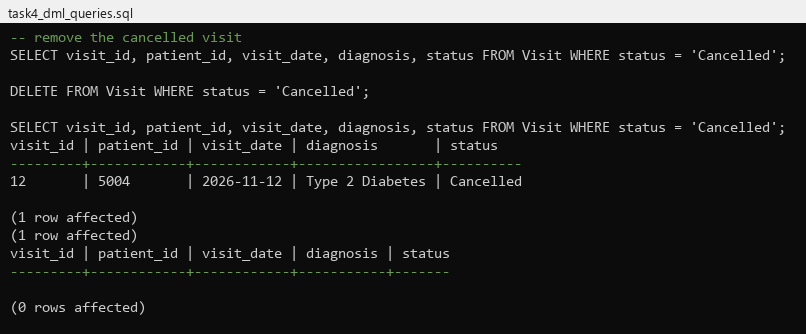 task4_dml_queries.sql
-- remove the cancelled visit
SELECT visit_id, patient_id, visit_date, diagnosis, status FROM Visit WHERE status = 'Cancelled';
DELETE FROM Visit WHERE status = 'Cancelled';
SELECT visit_id, patient_id, visit_date, diagnosis, status FROM Visit WHERE status = 'Cancelled';
visit_id | patient_id | visit_date | diagnosis       | status
---------+------------+------------+-----------------+----------
12       | 5004       | 2026-11-12 | Type 2 Diabetes | Cancelled
(1 row affected)
(1 row affected)
visit_id | patient_id | visit_date | diagnosis | status
---------+------------+------------+-----------+-------
(0 rows affected)